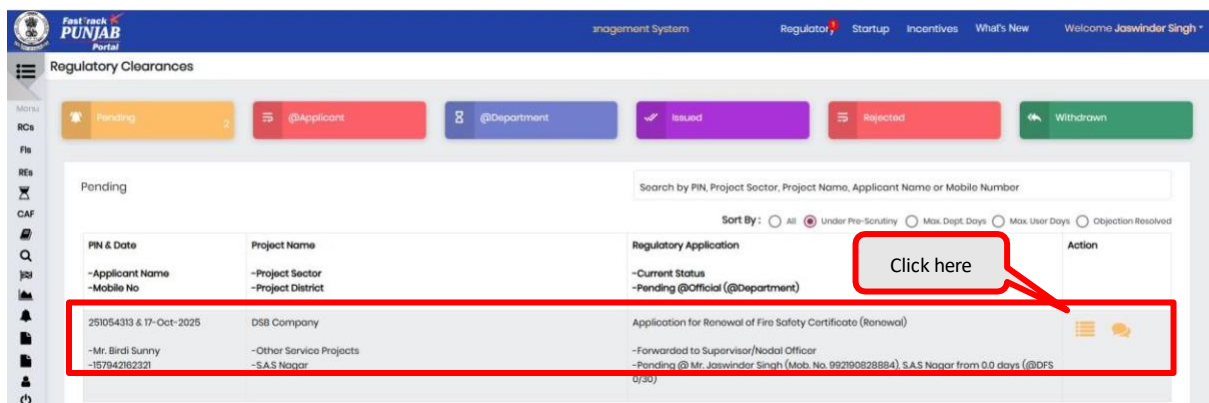 Fast Track
PUNJAB
Portal
anagement System
Regulatory
1
Startup
Incentives
What's New
Welcome Jaswinder Singh
Regulatory Clearances
Menu
RCs
FIs
REs
CAF
Pending
2
@Applicant
@Department
Issued
Rejected
Withdrawn
Pending
Search by PIN, Project Sector, Project Name, Applicant Name or Mobile Number
Sort By : All Under Pre-Scrutiny Max. Dept. Days Max. User Days Objection Resolved
Click here
PIN & Date
-Applicant Name
-Mobile No
Project Name
-Project Sector
-Project District
Regulatory Application
-Current Status
-Pending @Official (@Department)
Action
251054313 & 17-Oct-2025
-Mr. Birdi Sunny
-157942162321
DSB Company
-Other Service Projects
-S.A.S Nagar
Application for Renewal of Fire Safety Certificate (Renewal)
-Forwarded to Supervisor/Nodal Officer
-Pending @ Mr. Jaswinder Singh (Mob. No. 992190828884), S.A.S Nagar from 0.0 days (@DFS
0/30)